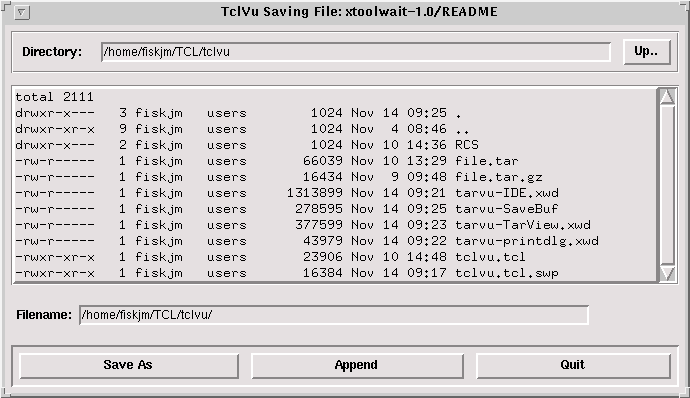 TclVu Saving File: xtoolwait-1.0/README
Directory: /home/fiskjm/TCL/tclvu Up..
total 2111
drwxr-x--- 3 fiskjm users 1024 Nov 14 09:25 .
drwxr-xr-x 9 fiskjm users 1024 Nov 4 08:46 ..
drwxr-x--- 2 fiskjm users 1024 Nov 10 14:36 RCS
-rw-r----- 1 fiskjm users 66039 Nov 10 13:29 file.tar
-rw-r----- 1 fiskjm users 16434 Nov 9 09:48 file.tar.gz
-rw-r----- 1 fiskjm users 1313899 Nov 14 09:21 tarvu-IDE.xwd
-rw-r----- 1 fiskjm users 278595 Nov 14 09:25 tarvu-SaveBuf
-rw-r----- 1 fiskjm users 377599 Nov 14 09:23 tarvu-TarView.xwd
-rw-r----- 1 fiskjm users 43979 Nov 14 09:22 tarvu-printdlg.xwd
-rwxr-xr-x 1 fiskjm users 23906 Nov 10 14:48 tclvu.tcl
-rwxr-xr-x 1 fiskjm users 16384 Nov 14 09:17 tclvu.tcl.swp
Filename: /home/fiskjm/TCL/tclvu/
Save As Append Quit